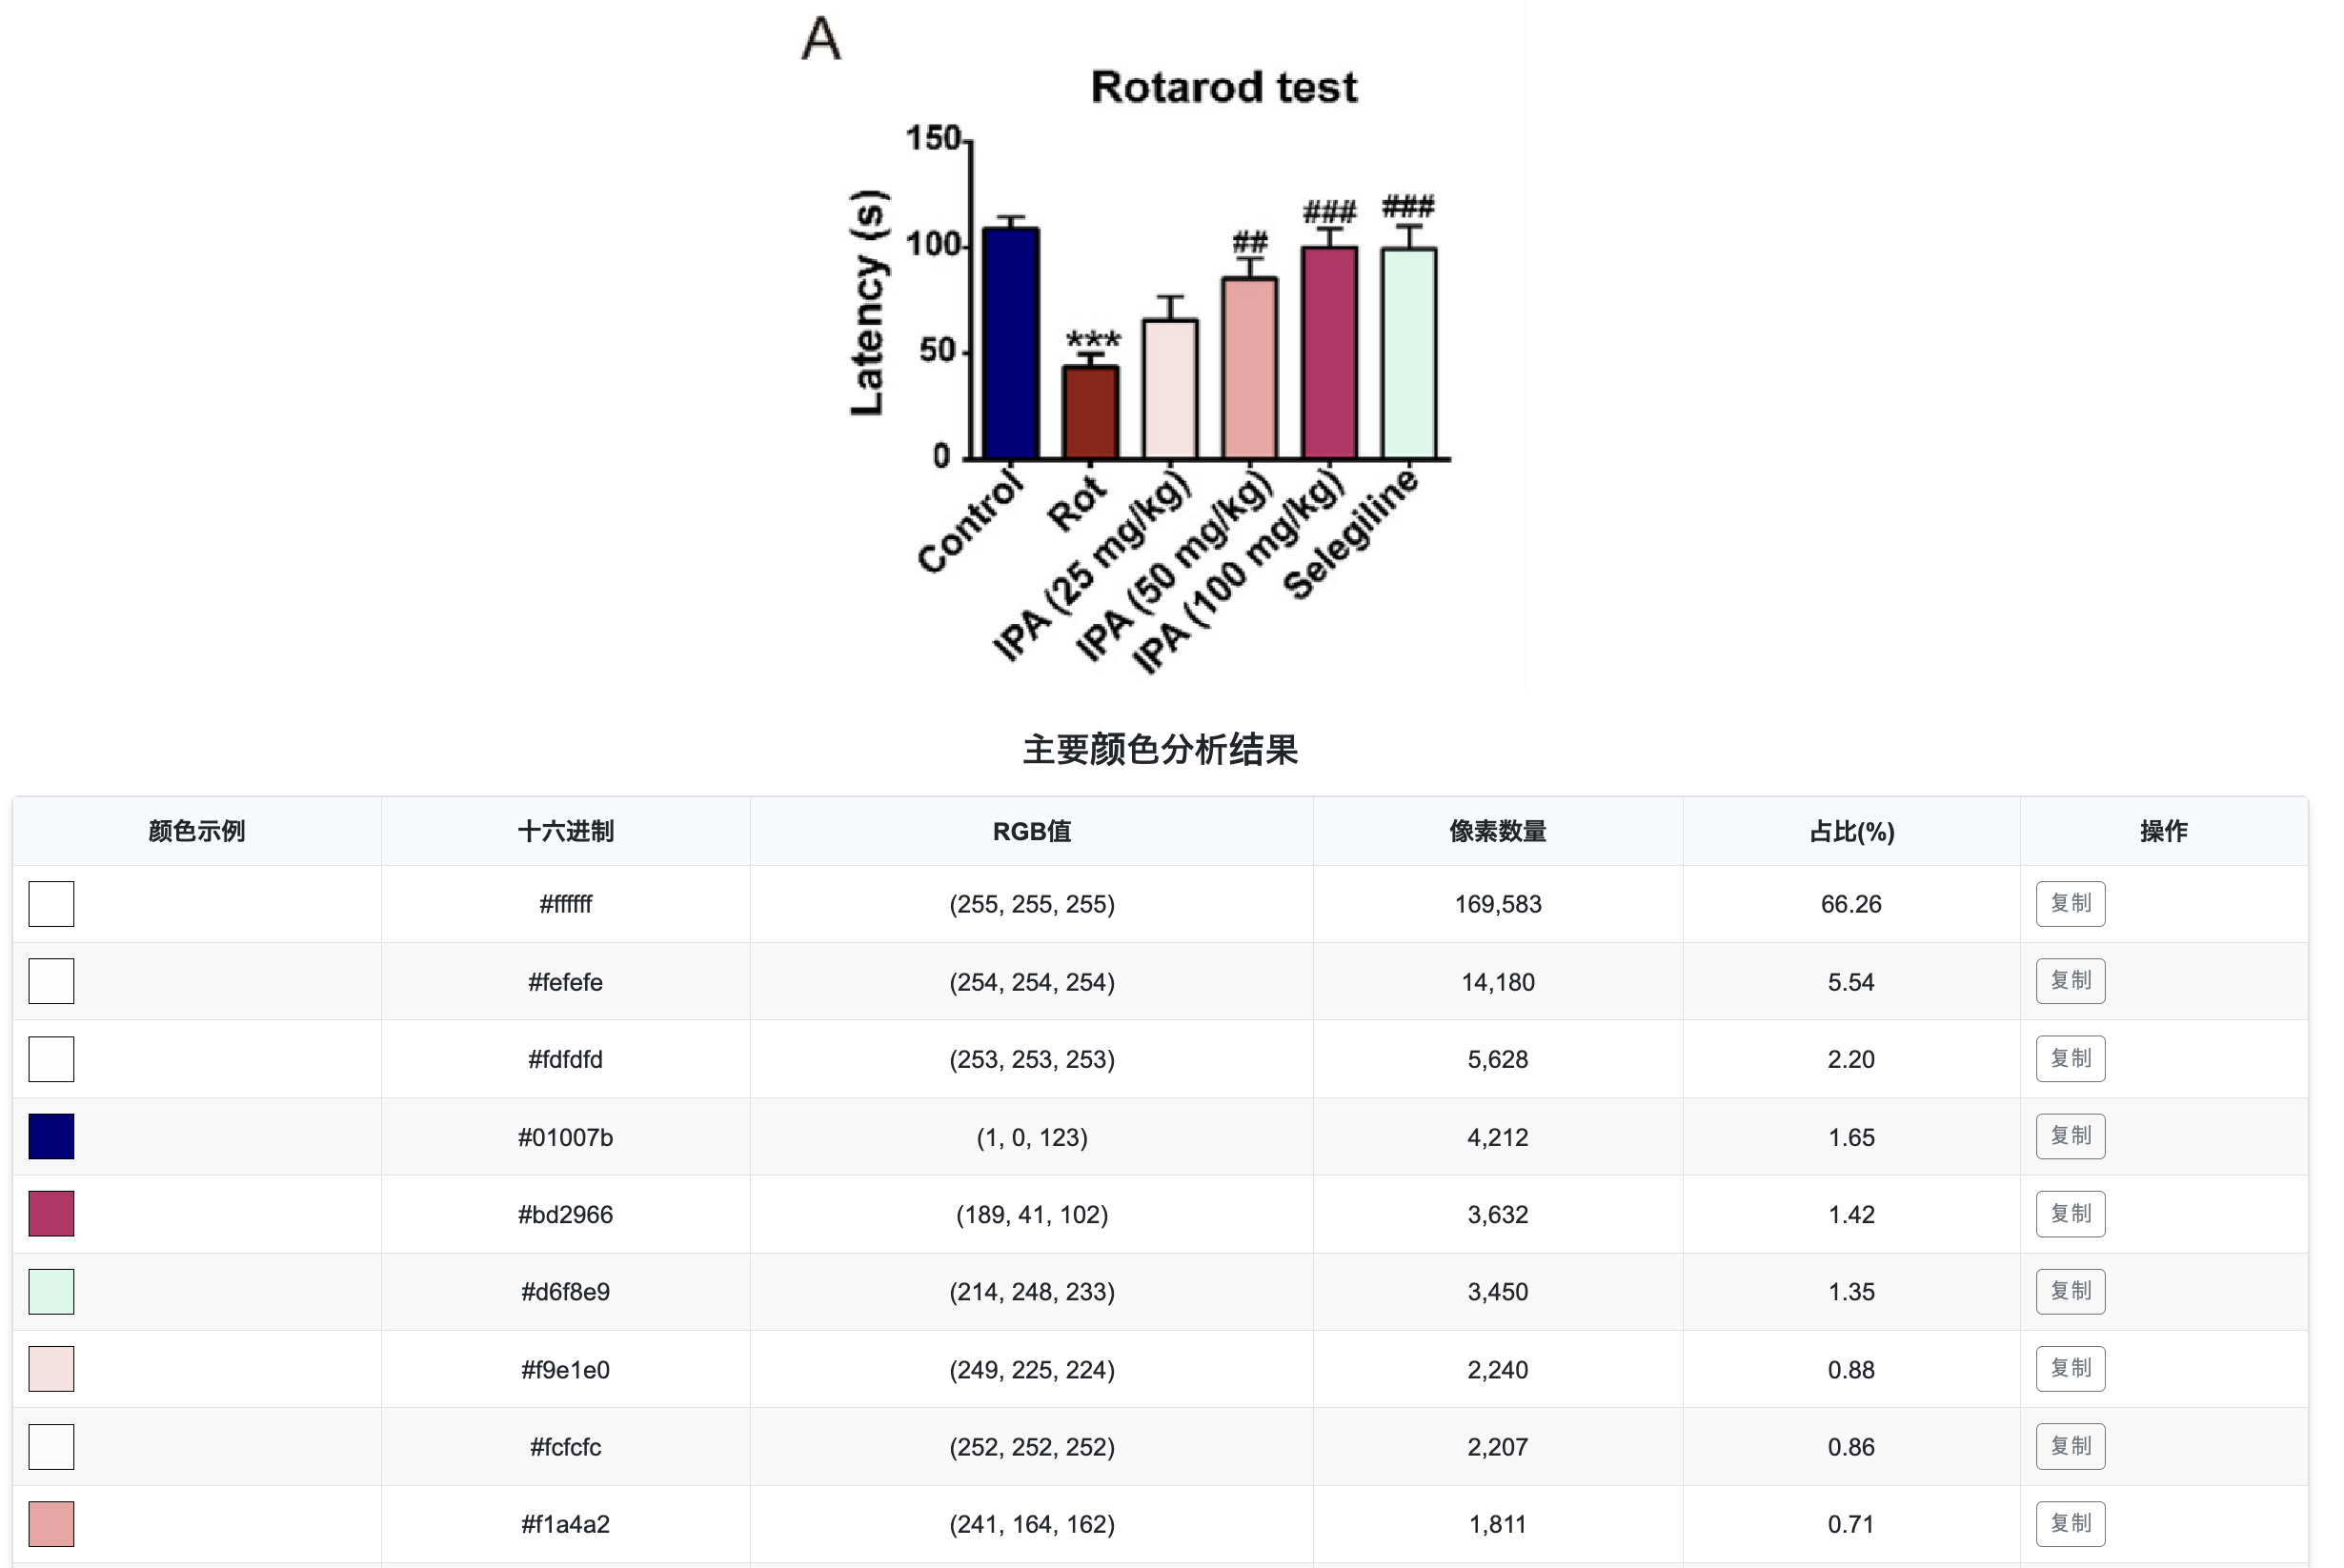 A
Rotarod test
Latency (s)
150
100
50
0
***
##
###
###
Control
Rot
IPA (25 mg/kg)
IPA (50 mg/kg)
IPA (100 mg/kg)
Selegiline
主要颜色分析结果
颜色示例 十六进制 RGB值 像素数量 占比(%) 操作
#ffffff (255, 255, 255) 169,583 66.26 复制
#fefefe (254, 254, 254) 14,180 5.54 复制
#fdfdfd (253, 253, 253) 5,628 2.20 复制
#01007b (1, 0, 123) 4,212 1.65 复制
#bd2966 (189, 41, 102) 3,632 1.42 复制
#d6f8e9 (214, 248, 233) 3,450 1.35 复制
#f9e1e0 (249, 225, 224) 2,240 0.88 复制
#fcfcfc (252, 252, 252) 2,207 0.86 复制
#f1a4a2 (241, 164, 162) 1,811 0.71 复制